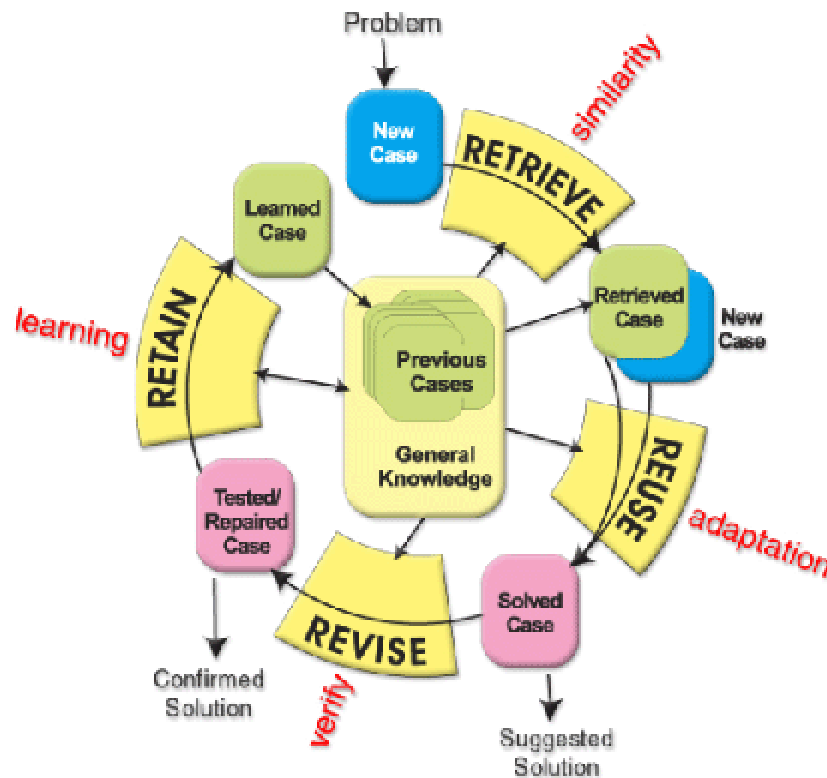 Problem
New
Case
RETRIEVE
similarity
Learned
Case
Retrieved
Case
New
Case
learning
RETAIN
Previous
Cases
General
Knowledge
REUSE
adaptation
Tested/
Repaired
Case
Solved
Case
REVISE
verify
Confirmed
Solution
Suggested
Solution